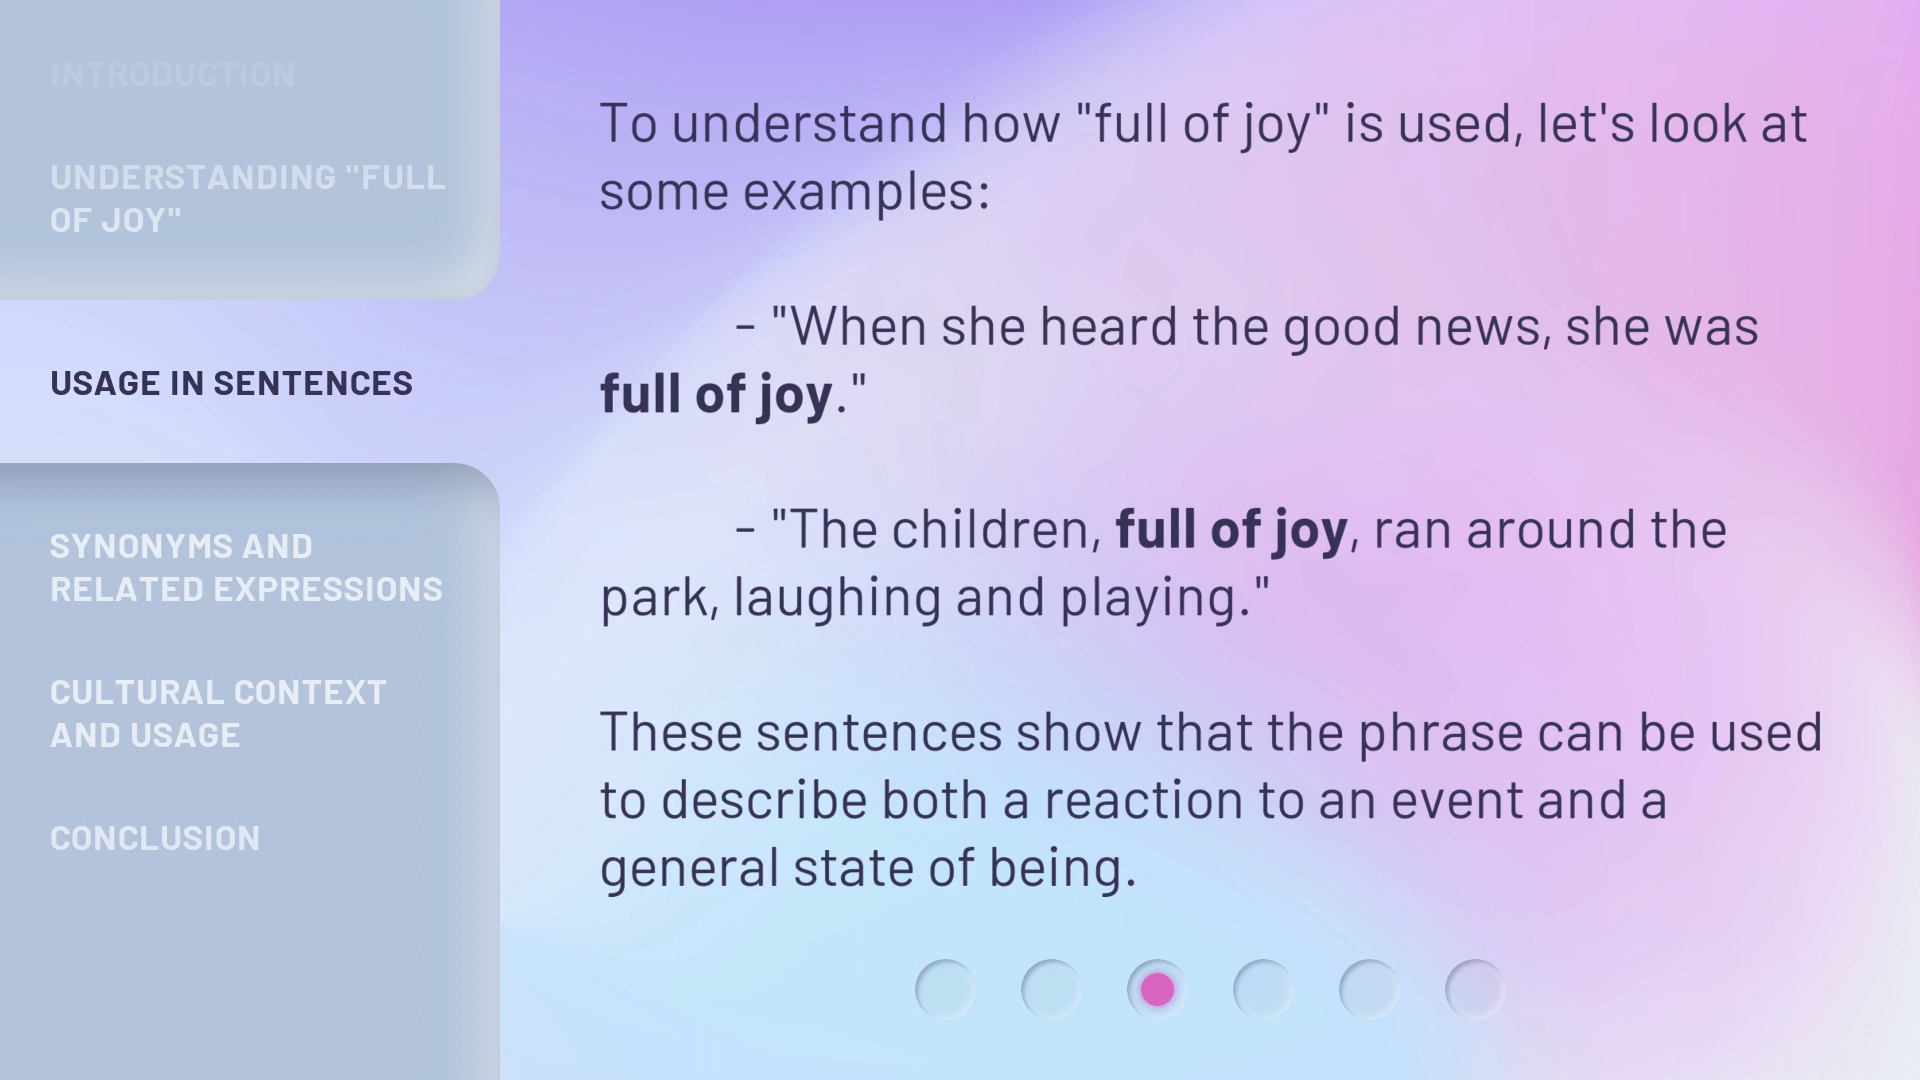 INTRODUCTION
UNDERSTANDING "FULL
OF JOY"
USAGE IN SENTENCES
SYNONYMS AND
RELATED EXPRESSIONS
CULTURAL CONTEXT
AND USAGE
CONCLUSION
To understand how "full of joy" is used, let's look at
some examples:
- "When she heard the good news, she was
full of joy."
- "The children, full of joy, ran around the
park, laughing and playing."
These sentences show that the phrase can be used
to describe both a reaction to an event and a
general state of being.